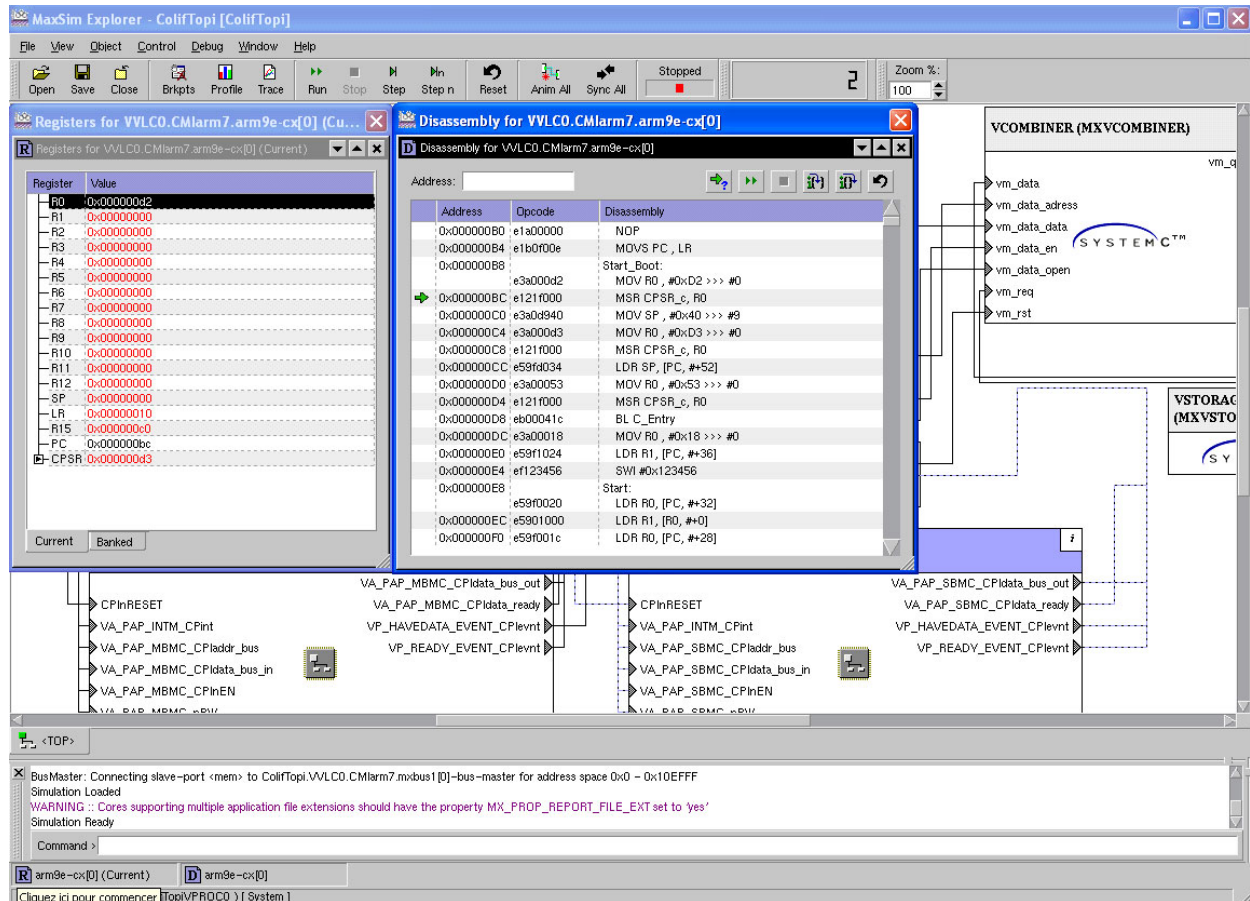 MaxSim Explorer - ColifTopi [ColifTopi]
File View Object Control Debug Window Help
Open Save Close Brkpts Profile Trace Run Stop Step Step n Reset Anim All Sync All Stopped 2 Zoom %: 100
Registers for VVLC0.CMIarm7.arm9e-cx[0] (Cu...
R Registers for VVLC0.CMIarm7.arm9e-cx[0] (Current)
Register Value
R0 0x000000d2
R1 0x00000000
R2 0x00000000
R3 0x00000000
R4 0x00000000
R5 0x00000000
R6 0x00000000
R7 0x00000000
R8 0x00000000
R9 0x00000000
R10 0x00000000
R11 0x00000000
R12 0x00000000
SP 0x00000000
LR 0x00000010
R15 0x000000c0
PC 0x000000bc
CPSR 0x000000d3
Current Banked
Disassembly for VVLC0.CMIarm7.arm9e-cx[0]
D Disassembly for VVLC0.CMIarm7.arm9e-cx[0]
Address:
Address Opcode Disassembly
0x000000B0 e1a00000 NOP
0x000000B4 e1b0f00e MOVS PC , LR
0x000000B8 Start_Boot:
e3a000d2 MOV R0 , #0xD2 >>> #0
0x000000BC e121f000 MSR CPSR_c, R0
0x000000C0 e3a0d940 MOV SP , #0x40 >>> #9
0x000000C4 e3a000d3 MOV R0 , #0xD3 >>> #0
0x000000C8 e121f000 MSR CPSR_c, R0
0x000000CC e59fd034 LDR SP, [PC, #+52]
0x000000D0 e3a00053 MOV R0 , #0x53 >>> #0
0x000000D4 e121f000 MSR CPSR_c, R0
0x000000D8 eb00041c BL C_Entry
0x000000DC e3a00018 MOV R0 , #0x18 >>> #0
0x000000E0 e59f1024 LDR R1, [PC, #+36]
0x000000E4 ef123456 SWI #0x123456
0x000000E8 Start:
e59f0020 LDR R0, [PC, #+32]
0x000000EC e5901000 LDR R1, [R0, #+0]
0x000000F0 e59f001c LDR R0, [PC, #+28]
VCOMBINER (MXVCOMBINER)
vm_q
vm_data
vm_data_adress
vm_data_data
vm_data_en
vm_data_open
vm_req
vm_rst
SYSTEMC™
VSTORAG
(MXVSTO
SY
i
VA_PAP_MBMC_CPIdata_bus_out
VA_PAP_MBMC_CPIdata_ready
VP_HAVEDATA_EVENT_CPIevnt
VP_READY_EVENT_CPIevnt
CPInRESET
VA_PAP_INTM_CPint
VA_PAP_MBMC_CPIaddr_bus
VA_PAP_MBMC_CPIdata_bus_in
VA_PAP_MBMC_CPInEN
VA_PAP_MBMC_nRW
VA_PAP_SBMC_CPIdata_bus_out
VA_PAP_SBMC_CPIdata_ready
VP_HAVEDATA_EVENT_CPIevnt
VP_READY_EVENT_CPIevnt
CPInRESET
VA_PAP_INTM_CPint
VA_PAP_SBMC_CPIaddr_bus
VA_PAP_SBMC_CPIdata_bus_in
VA_PAP_SBMC_CPInEN
VA_PAP_SBMC_nRW
<TOP>
BusMaster: Connecting slave-port <mem> to ColifTopi.VVLC0.CMIarm7.mxbus1[0]-bus-master for address space 0x0 - 0x10EFFF
Simulation Loaded
WARNING :: Cores supporting multiple application file extensions should have the property MX_PROP_REPORT_FILE_EXT set to 'yes'
Simulation Ready
Command >
R arm9e-cx[0] (Current) D arm9e-cx[0]
Cliquez ici pour commencer TopiVPROC0 ) [ System ]